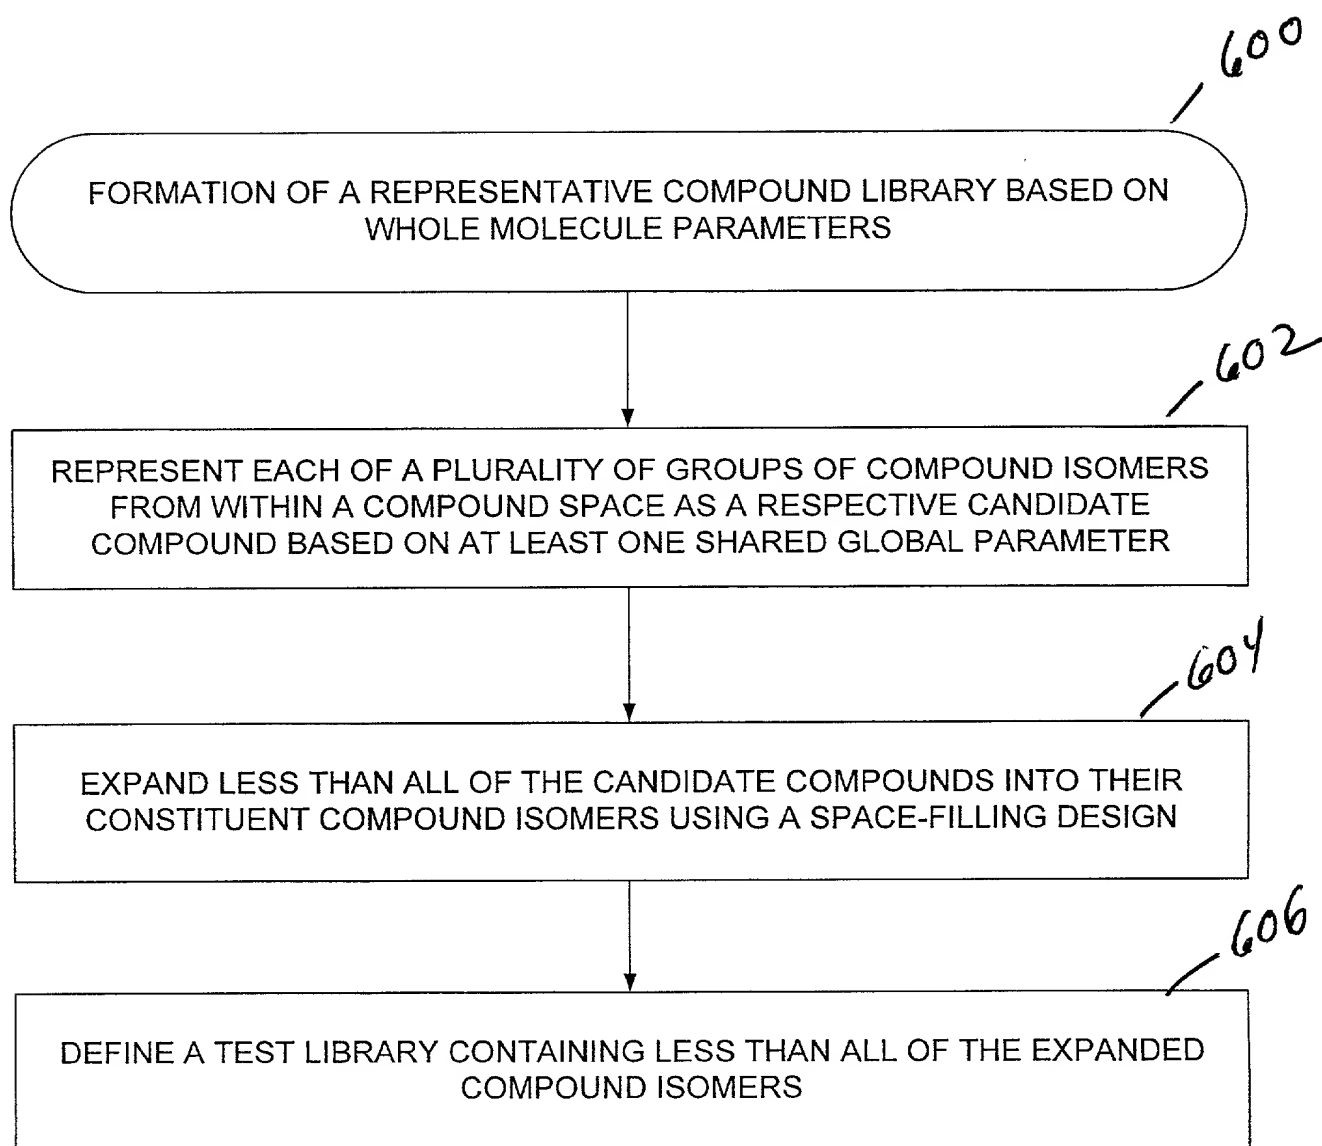 600
FORMATION OF A REPRESENTATIVE COMPOUND LIBRARY BASED ON
WHOLE MOLECULE PARAMETERS
602
REPRESENT EACH OF A PLURALITY OF GROUPS OF COMPOUND ISOMERS
FROM WITHIN A COMPOUND SPACE AS A RESPECTIVE CANDIDATE
COMPOUND BASED ON AT LEAST ONE SHARED GLOBAL PARAMETER
604
EXPAND LESS THAN ALL OF THE CANDIDATE COMPOUNDS INTO THEIR
CONSTITUENT COMPOUND ISOMERS USING A SPACE-FILLING DESIGN
606
DEFINE A TEST LIBRARY CONTAINING LESS THAN ALL OF THE EXPANDED
COMPOUND ISOMERS